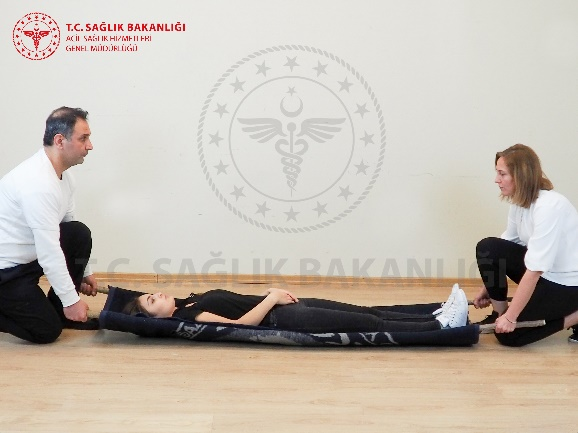 T.C. SAĞLIK BAKANLIĞI
ACİL SAĞLIK HİZMETLERİ
GENEL MÜDÜRLÜĞÜ
T.C. SAĞLIK BAKANLIĞI